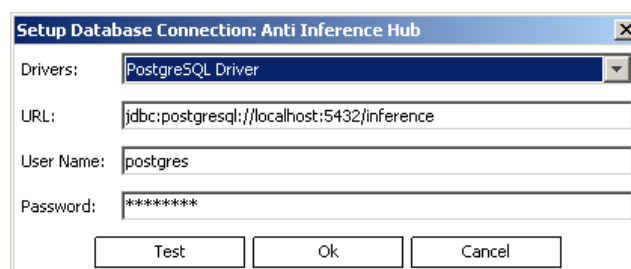 Setup Database Connection: Anti Inference Hub
Drivers: PostgreSQL Driver
URL: jdbc:postgresql://localhost:5432/inference
User Name: postgres
Password: ********
Test Ok Cancel